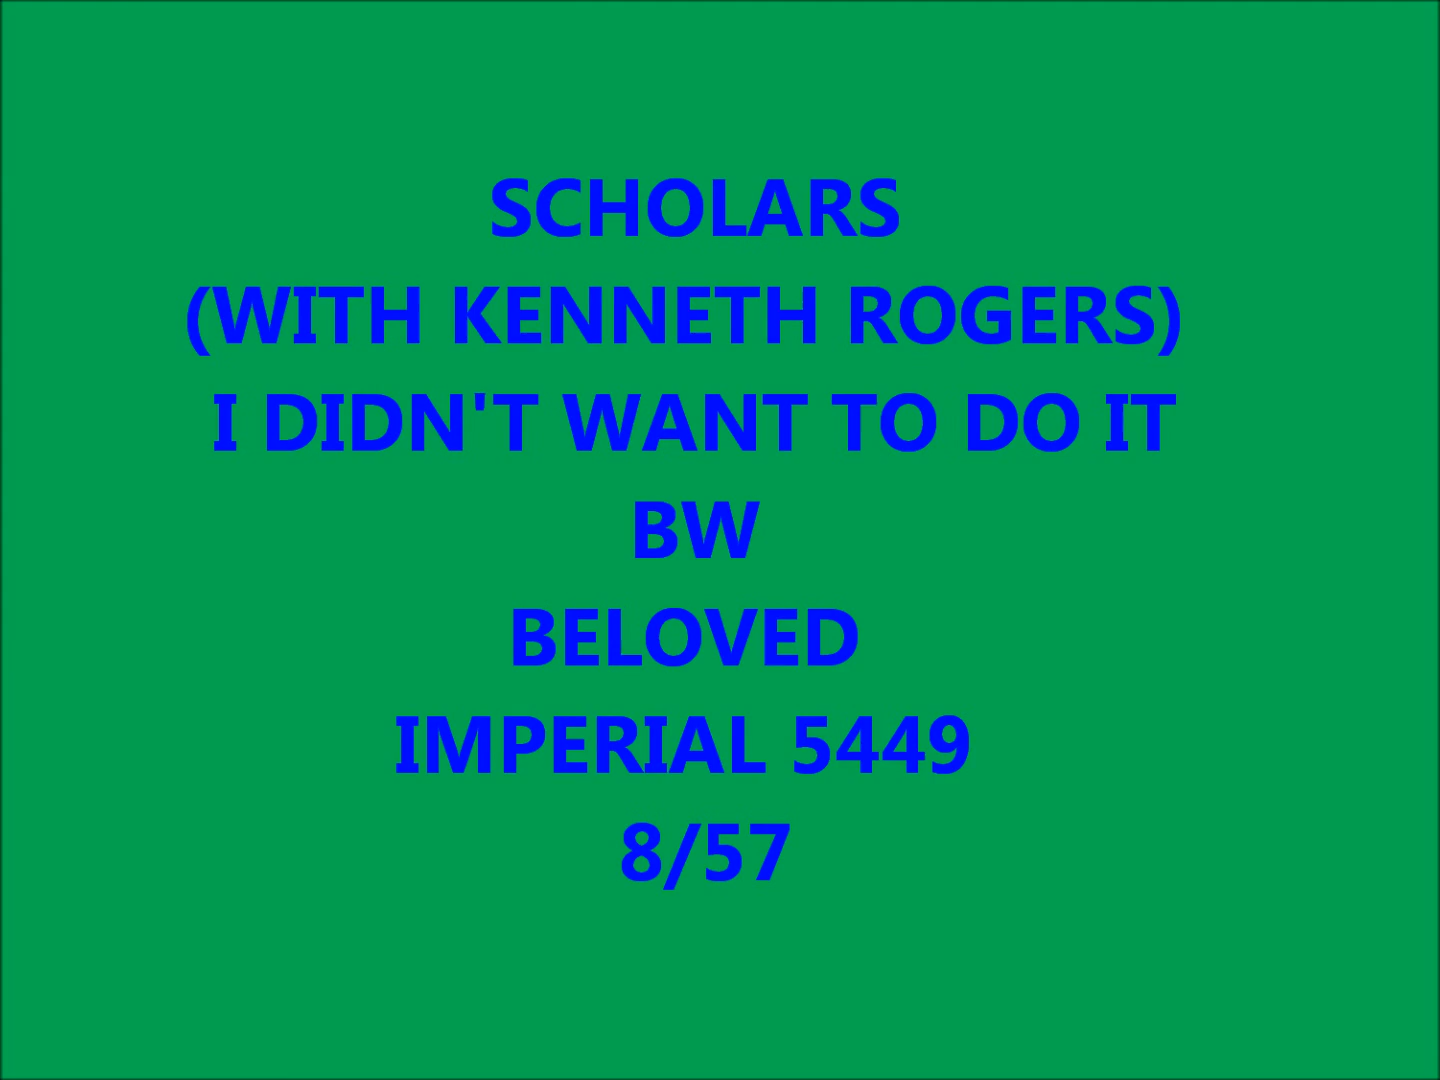 SCHOLARS
(WITH KENNETH ROGERS)
I DIDN'T WANT TO DO IT
BW
BELOVED
IMPERIAL 5449
8/57